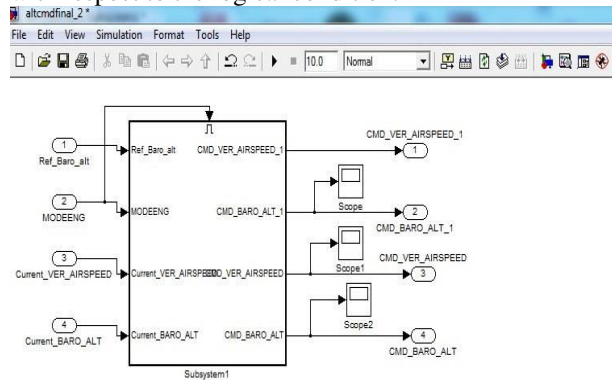 altcmdfinal_2 *
File Edit View Simulation Format Tools Help
10.0 Normal
1
Ref_Baro_alt
2
MODEENG
3
Current_VER_AIRSPEED
4
Current_BARO_ALT
Ref_Baro_alt
MODEENG
Current_VER_AIRSPEED
Current_BARO_ALT
CMD_VER_AIRSPEED_1
CMD_BARO_ALT_1
CMD_VER_AIRSPEED
CMD_BARO_ALT
Subsystem1
Scope
Scope1
Scope2
CMD_VER_AIRSPEED_1
1
2
CMD_BARO_ALT_1
CMD_VER_AIRSPEED
3
4
CMD_BARO_ALT